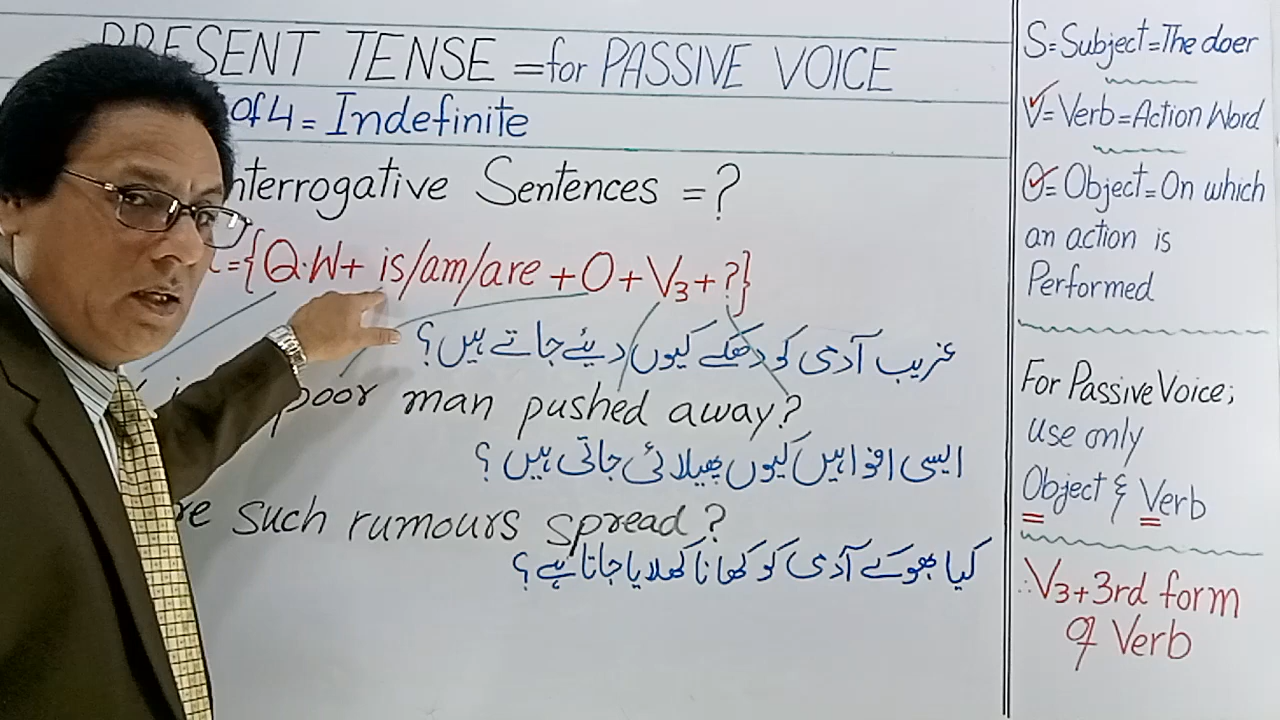 PRESENT TENSE = for PASSIVE VOICE
of 4 = Indefinite
nterrogative Sentences = ?
= {Q.W + is/am/are + O + V3 + ?}
غریب آدمی کو دھکے کیوں دیئے جاتے ہیں؟
poor man pushed away?
ایسی افواہیں کیوں پھیلائی جاتی ہیں؟
re such rumours spread?
کیا بھوکے آدمی کو کھانا کھلایا جاتا ہے؟
S = Subject = The doer
V = Verb = Action Word
O = Object = On which
an action is
Performed
For Passive Voice;
use only
Object & Verb
∴ V3 + 3rd form
of Verb